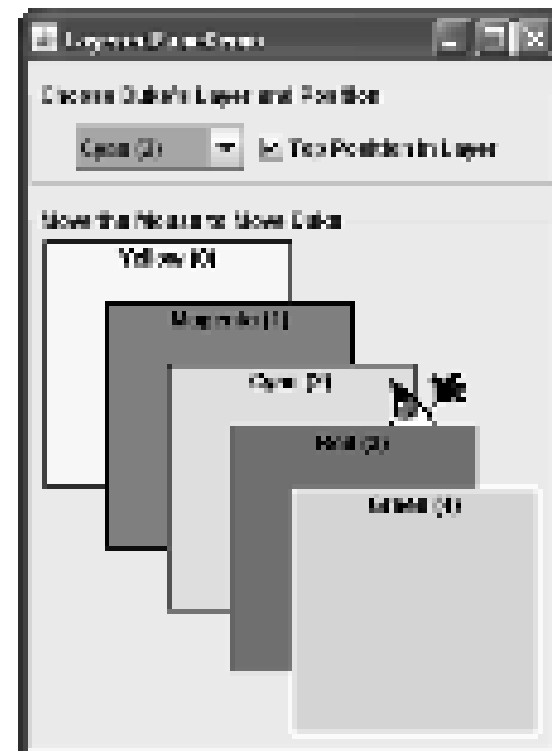 LayeredPaneDemo
Choose Duke's Layer and Position
Cyan (2)
Top Position in Layer
Move the Mouse to Move Duke
Yellow (0)
Magenta (1)
Cyan (2)
Red (3)
Green (4)